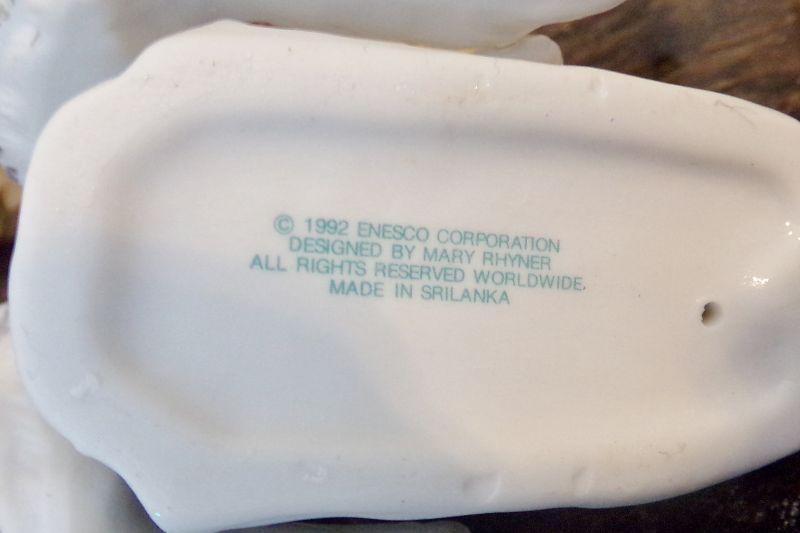 © 1992 ENESCO CORPORATION
DESIGNED BY MARY RHYNER
ALL RIGHTS RESERVED WORLDWIDE.
MADE IN SRILANKA